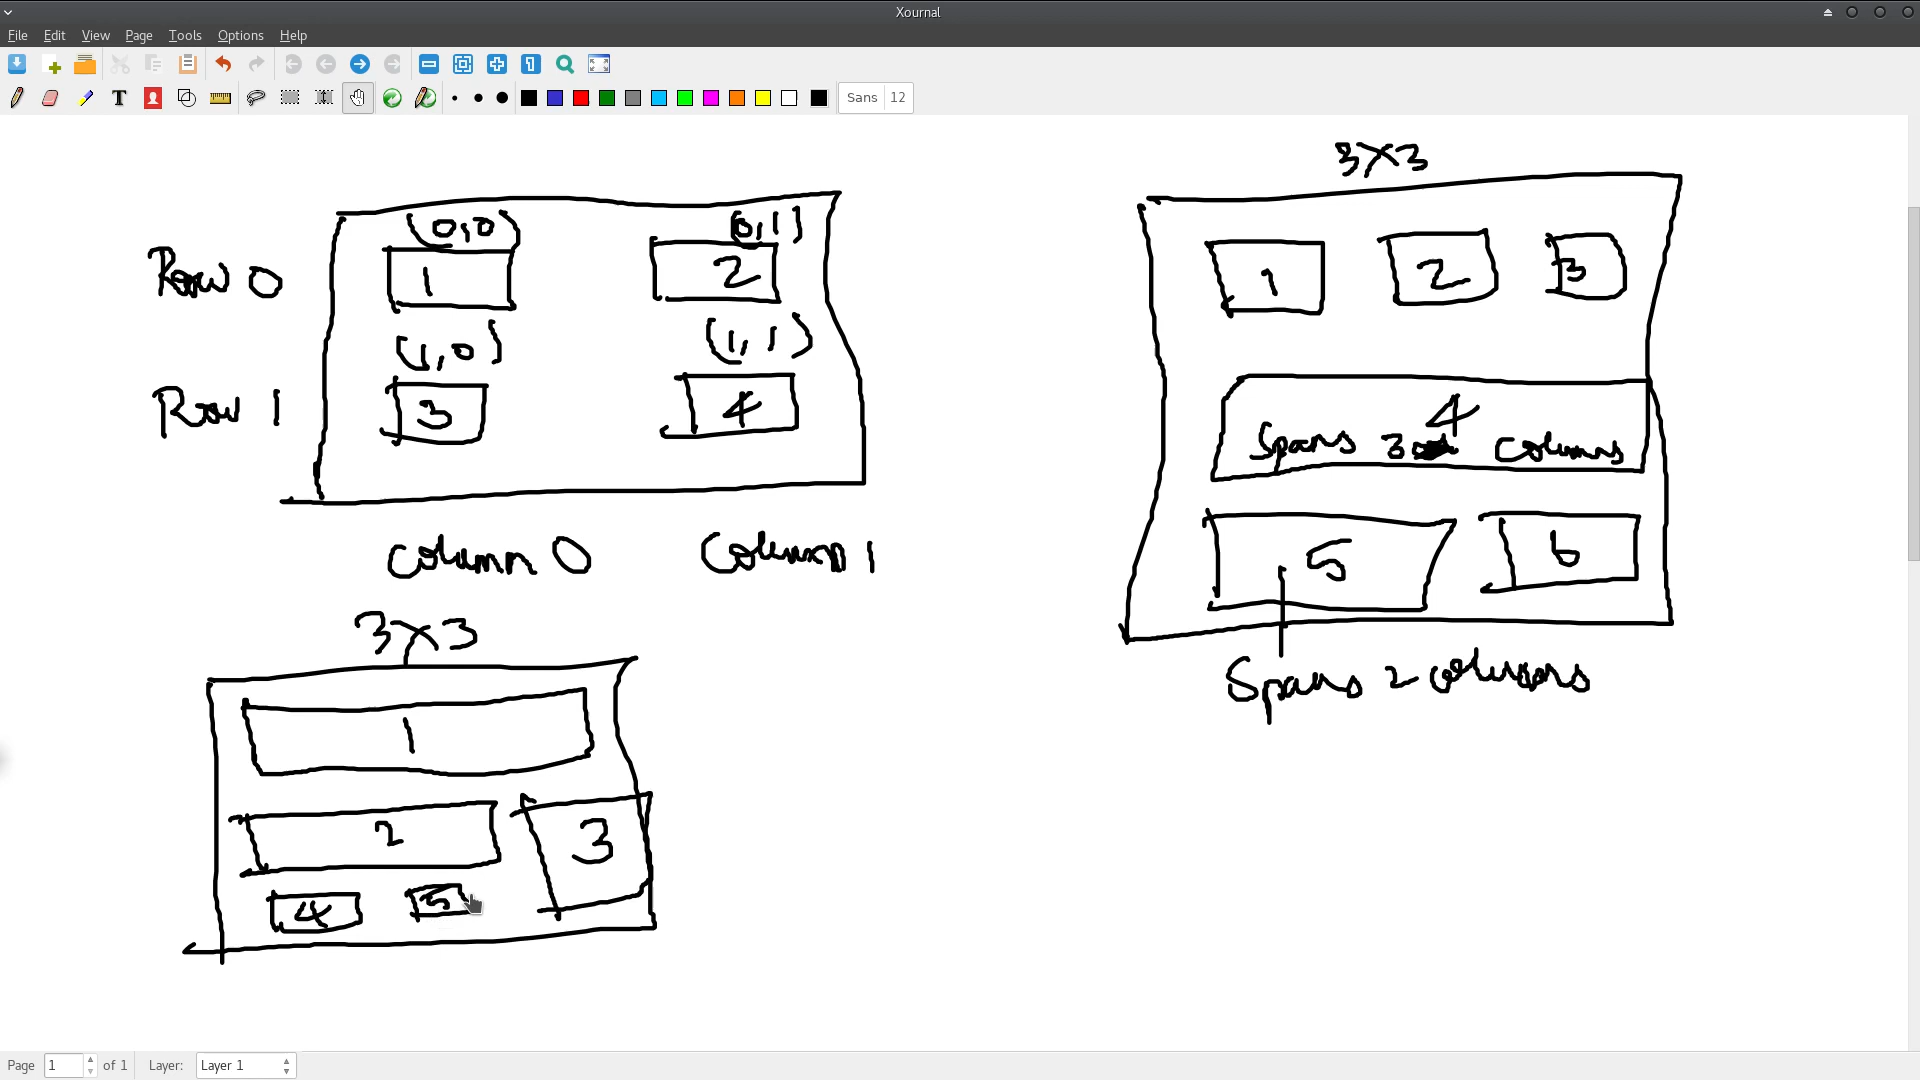 Xournal
File Edit View Page Tools Options Help
Sans 12
(0,0) (0,1)
Row 0 1 2
(1,0) (1,1)
Row 1 3 4
Column 0 Column 1
3x3
1 2 3
4
Spans 3 columns
5 6
Spans 2 columns
3x3
1
2 3
4 5
Page 1 of 1 Layer: Layer 1